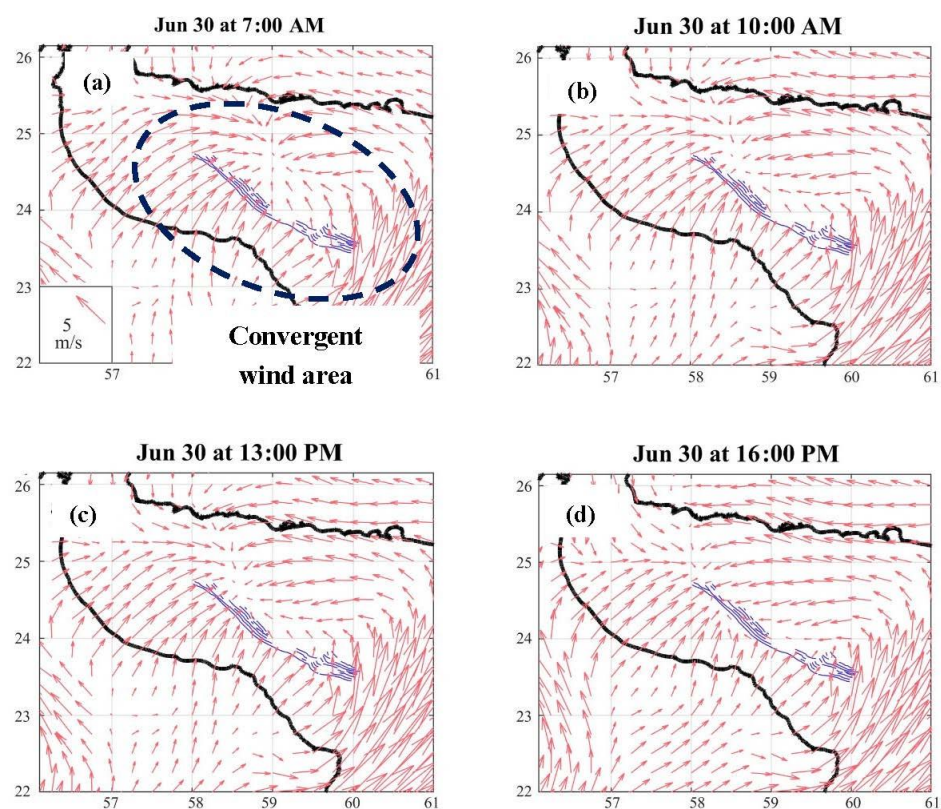 Jun 30 at 7:00 AM
26
(a)
25
24
23
5
m/s
22
57
61
Convergent
wind area
Jun 30 at 10:00 AM
26
(b)
25
24
23
22
57 58 59 60 61
Jun 30 at 13:00 PM
26
(c)
25
24
23
22
57 58 59 60 61
Jun 30 at 16:00 PM
26
(d)
25
24
23
22
57 58 59 60 61